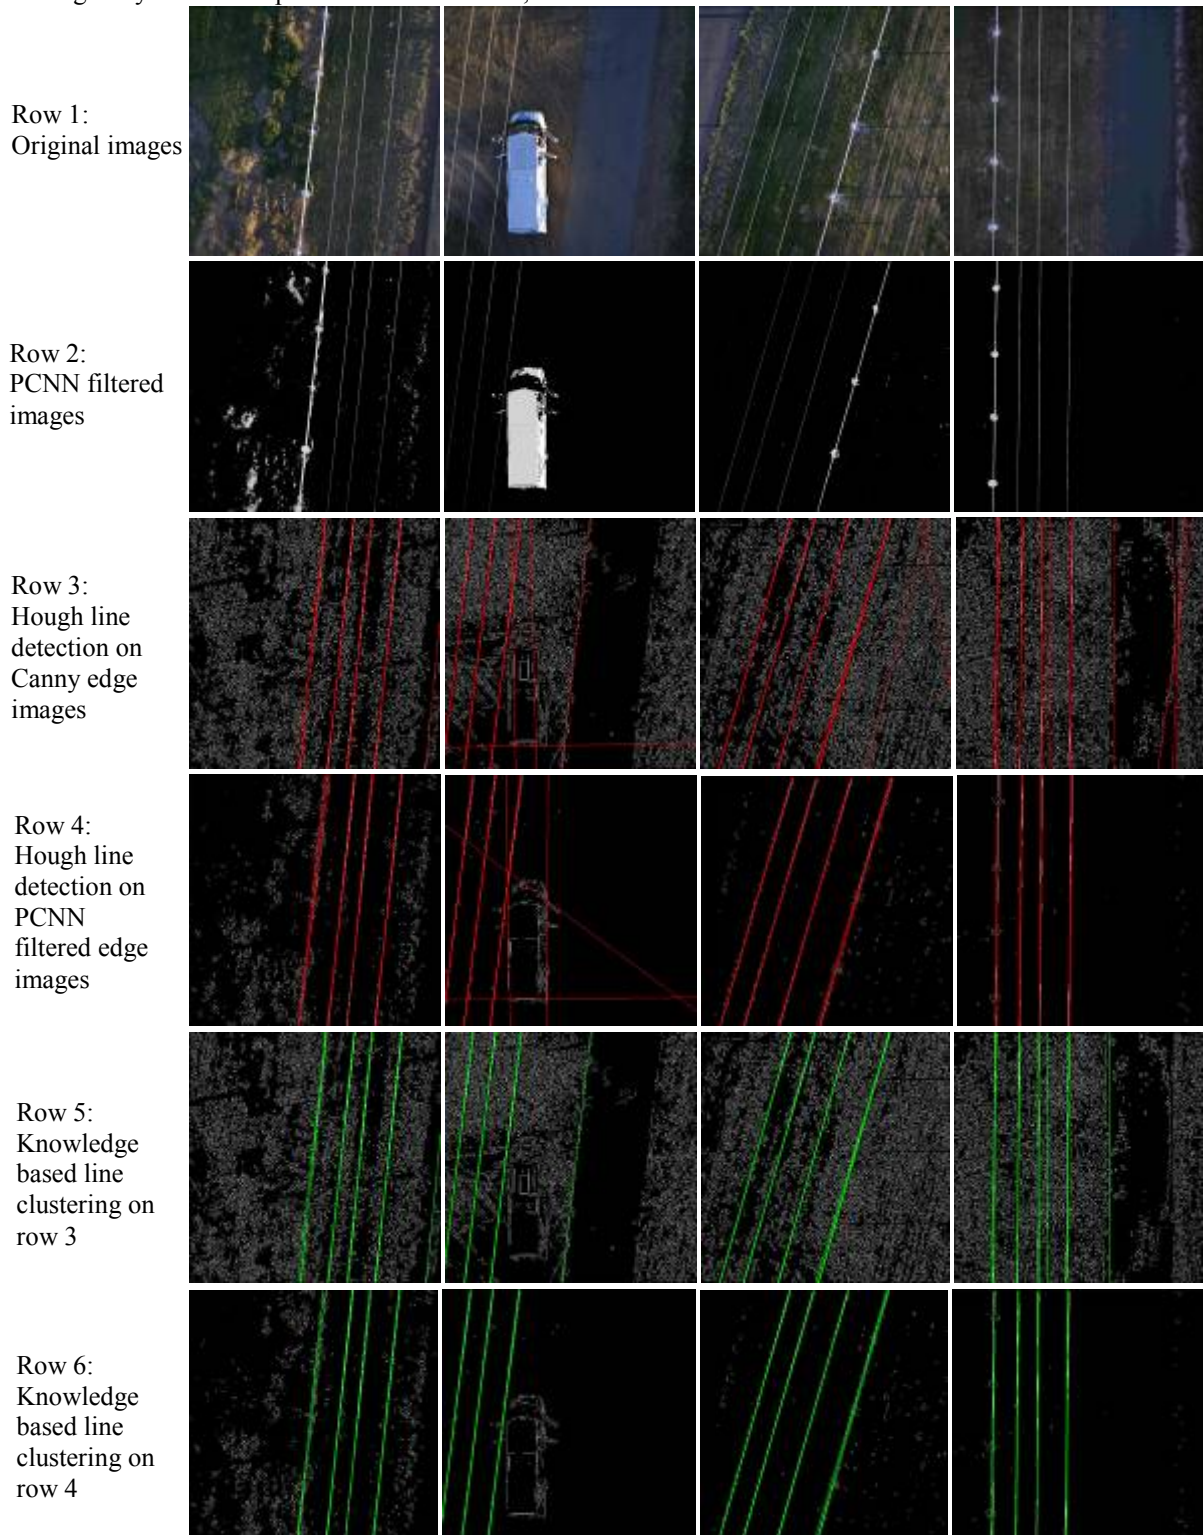 Row 1:
Original images
Row 2:
PCNN filtered
images
Row 3:
Hough line
detection on
Canny edge
images
Row 4:
Hough line
detection on
PCNN
filtered edge
images
Row 5:
Knowledge
based line
clustering on
row 3
Row 6:
Knowledge
based line
clustering on
row 4